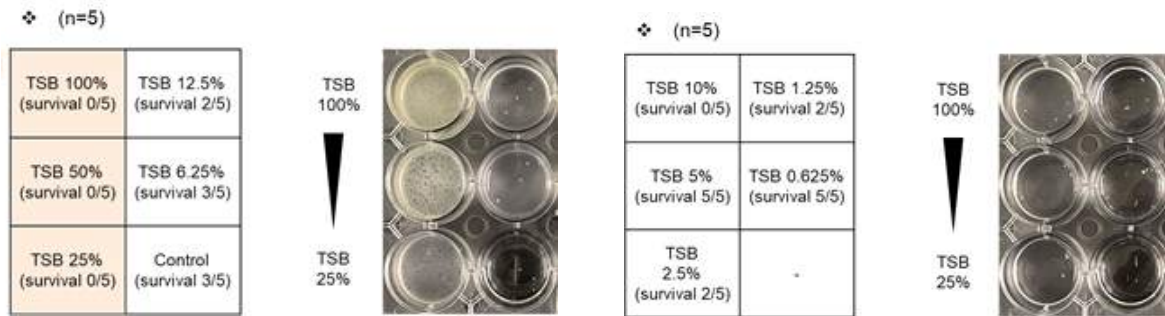 ❖ (n=5)
TSB 100%
(survival 0/5)
TSB 12.5%
(survival 2/5)
TSB 50%
(survival 0/5)
TSB 6.25%
(survival 3/5)
TSB 25%
(survival 0/5)
Control
(survival 3/5)
TSB
100%
TSB
25%
❖ (n=5)
TSB 10%
(survival 0/5)
TSB 1.25%
(survival 2/5)
TSB 5%
(survival 5/5)
TSB 0.625%
(survival 5/5)
TSB
2.5%
(survival 2/5)
-
TSB
100%
TSB
25%